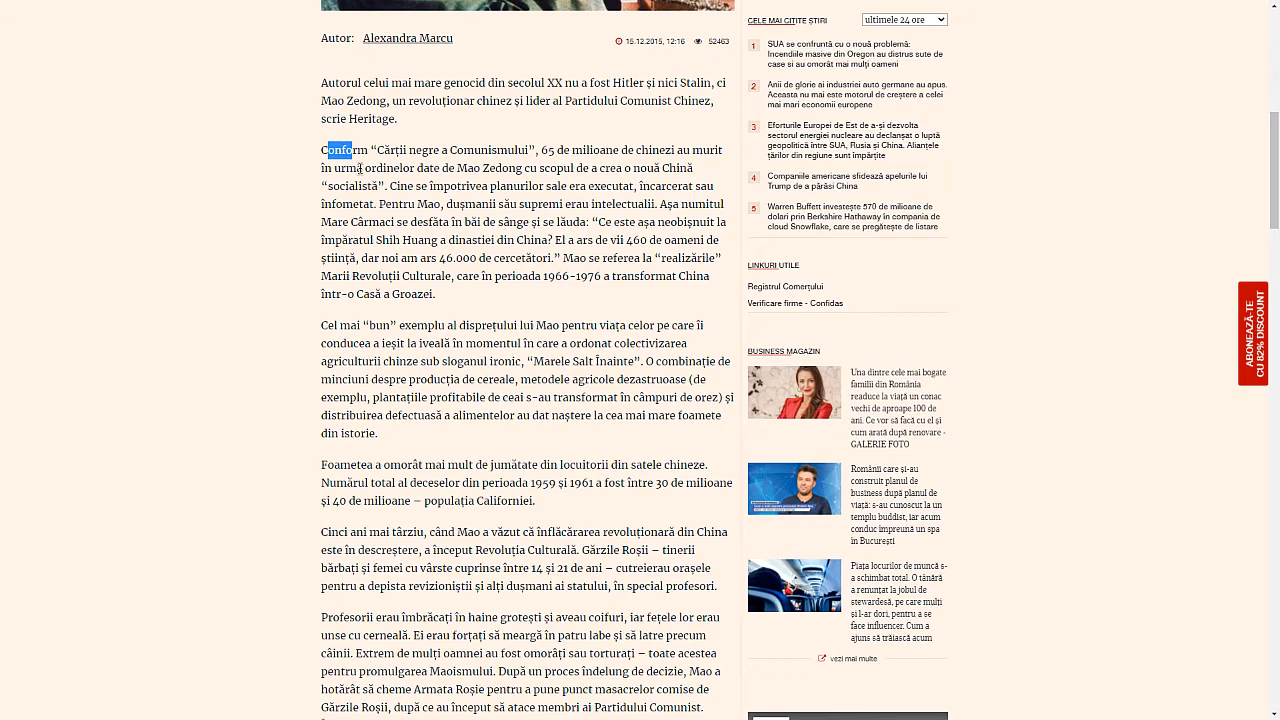 Autor: Alexandra Marcu
15.12.2015, 12:16 52463
Autorul celui mai mare genocid din secolul XX nu a fost Hitler și nici Stalin, ci
Mao Zedong, un revoluționar chinez și lider al Partidului Comunist Chinez,
scrie Heritage.
Conform “Cărții negre a Comunismului”, 65 de milioane de chinezi au murit
în urma ordinelor date de Mao Zedong cu scopul de a crea o nouă China
“socialistă”. Cine se împotrivea planurilor sale era executat, încarcerat sau
înfometat. Pentru Mao, dușmanii său supremi erau intelectualii. Așa numitul
Mare Cârmaci se desfăta în băi de sânge și se lăuda: “Ce este așa neobișnuit la
împăratul Shih Huang a dinastiei din China? El a ars de vii 460 de oameni de
știință, dar noi am ars 46.000 de cercetători.” Mao se referea la “realizările”
Marii Revoluții Culturale, care în perioada 1966-1976 a transformat China
într-o Casă a Groazei.
Cel mai “bun” exemplu al disprețului lui Mao pentru viața celor pe care îi
conducea a ieșit la iveală în momentul în care a ordonat colectivizarea
agriculturii chinze sub sloganul ironic, “Marele Salt Înainte”. O combinație de
minciuni despre producția de cereale, metodele agricole dezastruoase (de
exemplu, plantațiile profitabile de ceai s-au transformat în câmpuri de orez) și
distribuirea defectuasă a alimentelor au dat naștere la cea mai mare foamete
din istorie.
Foametea a omorât mai mult de jumătate din locuitorii din satele chineze.
Numărul total al deceselor din perioada 1959 și 1961 a fost între 30 de milioane
și 40 de milioane – populația Californiei.
Cinci ani mai târziu, când Mao a văzut că înflăcărarea revoluționară din China
este în descreștere, a început Revoluția Culturală. Gărzile Roșii – tinerii
bărbați și femei cu vârste cuprinse între 14 și 21 de ani – cutreierau orașele
pentru a depista revizioniștii și alți dușmani ai statului, în special profesori.
Profesorii erau îmbrăcați în haine grotești și aveau coifuri, iar fețele lor erau
unse cu cerneală. Ei erau forțați să meargă în patru labe și să latre precum
câinii. Extrem de mulți oamnei au fost omorâți sau torturați – toate acestea
pentru promulgarea Maoismului. După un proces îndelung de decizie, Mao a
hotărât să cheme Armata Roșie pentru a pune punct masacrelor comise de
Gărzile Roșii, după ce au început să atace membri ai Partidului Comunist.
CELE MAI CITITE ȘTIRI ultimele 24 ore
1 SUA se confruntă cu o nouă problemă:
Incendiile masive din Oregon au distrus sute de
case si au omorât mai mulți oameni
2 Anii de glorie ai industriei auto germane au apus.
Aceasta nu mai este motorul de creștere a celei
mai mari economii europene
3 Eforturile Europei de Est de a-și dezvolta
sectorul energiei nucleare au declanșat o luptă
geopolitică între SUA, Rusia și China. Alianțele
țărilor din regiune sunt împărțite
4 Companiile americane sfidează apelurile lui
Trump de a părăsi China
5 Warren Buffett investește 570 de milioane de
dolari prin Berkshire Hathaway în compania de
cloud Snowflake, care se pregătește de listare
LINKURI UTILE
Registrul Comerțului
Verificare firme - Confidas
BUSINESS MAGAZIN
Una dintre cele mai bogate
familii din România
readuce la viață un conac
vechi de aproape 100 de
ani. Ce vor să facă cu el și
cum arată după renovare -
GALERIE FOTO
Românii care și-au
construit planul de
business după planul de
viață: s-au cunoscut la un
templu buddist, iar acum
conduc împreună un spa
în București
Piața locurilor de muncă s-
a schimbat total. O tânără
a renunțat la jobul de
stewardesă, pe care mulți
și l-ar dori, pentru a se
face influencer. Cum a
ajuns să trăiască acum
vezi mai multe
ABONEAZĂ-TE
CU 82% DISCOUNT